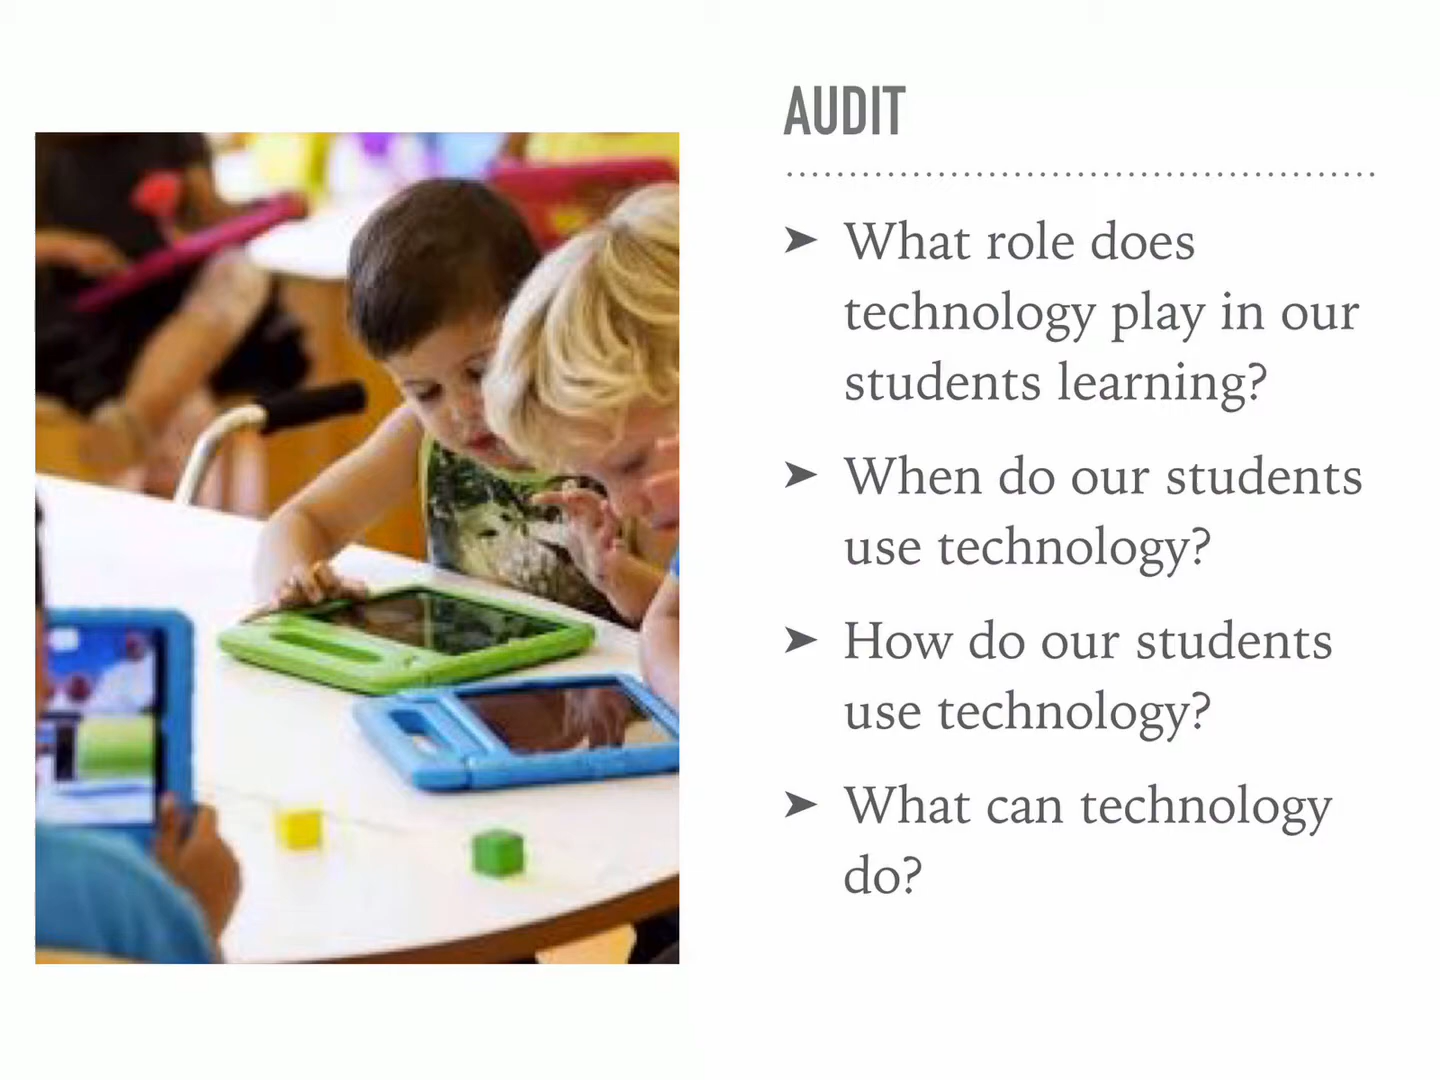 AUDIT
➤ What role does
technology play in our
students learning?
➤ When do our students
use technology?
➤ How do our students
use technology?
➤ What can technology
do?